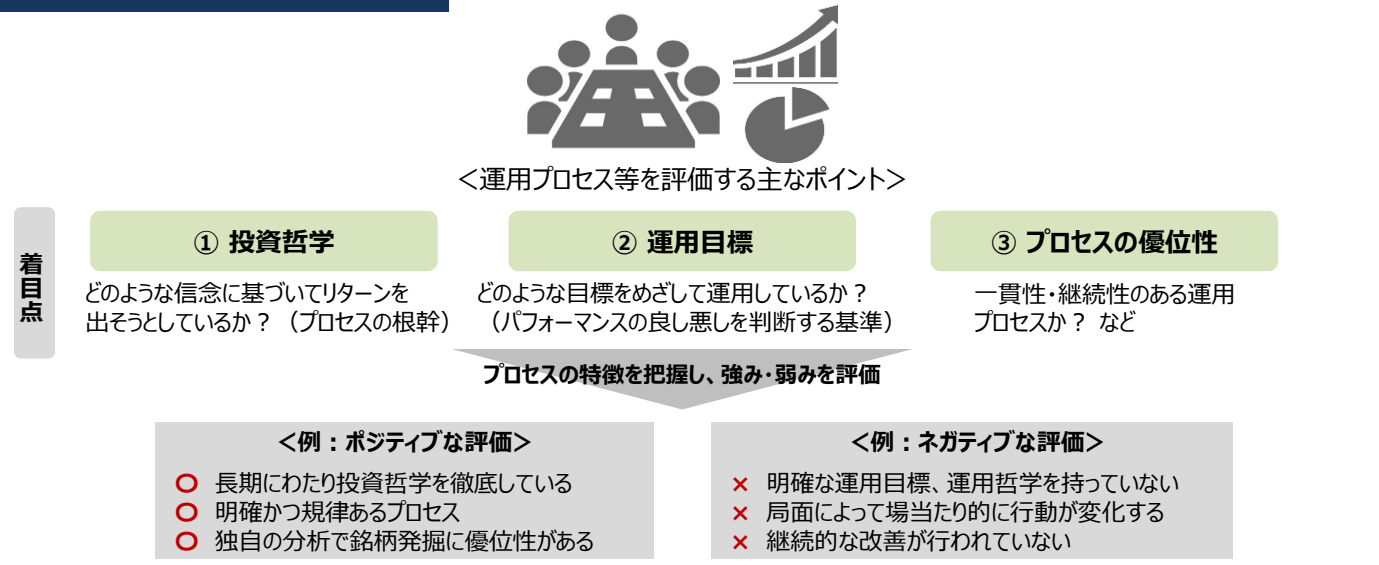 ＜運用プロセス等を評価する主なポイント＞
着目点
① 投資哲学
どのような信念に基づいてリターンを
出そうとしているか？（プロセスの根幹）
② 運用目標
どのような目標をめざして運用しているか？
（パフォーマンスの良し悪しを判断する基準）
③ プロセスの優位性
一貫性・継続性のある運用
プロセスか？ など
プロセスの特徴を把握し、強み・弱みを評価
＜例：ポジティブな評価＞
〇 長期にわたり投資哲学を徹底している
〇 明確かつ規律あるプロセス
〇 独自の分析で銘柄発掘に優位性がある
＜例：ネガティブな評価＞
× 明確な運用目標、運用哲学を持っていない
× 局面によって場当たり的に行動が変化する
× 継続的な改善が行われていない